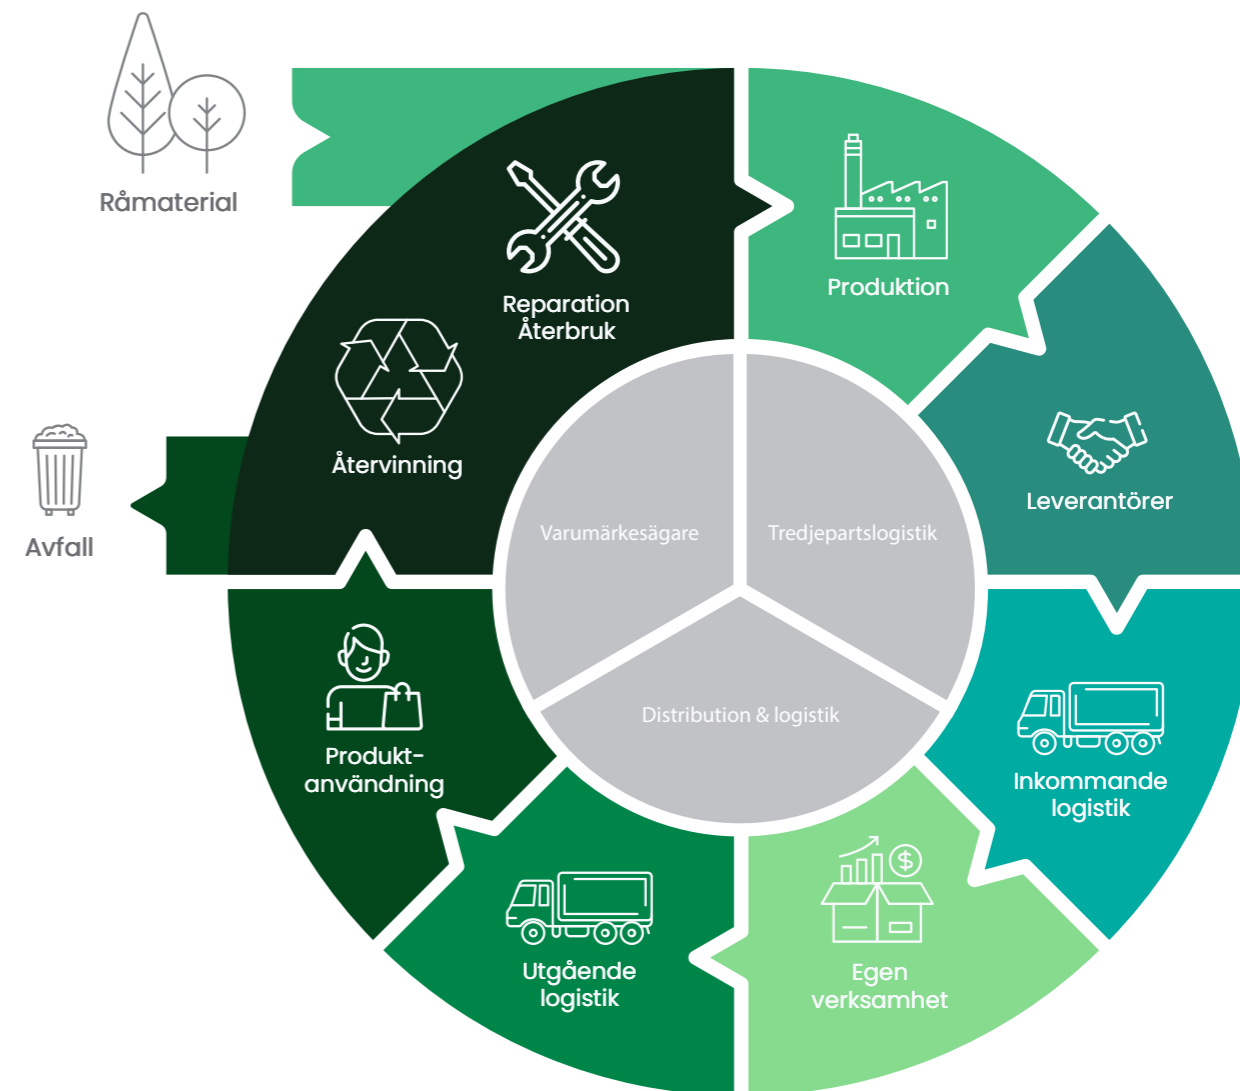 Råmaterial
Reparation
Återbruk
Produktion
Återvinning
Leverantörer
Avfall
Varumärkesägare
Tredjepartslogistik
Distribution & logistik
Produkt-
användning
Inkommande
logistik
Utgående
logistik
$
Egen
verksamhet